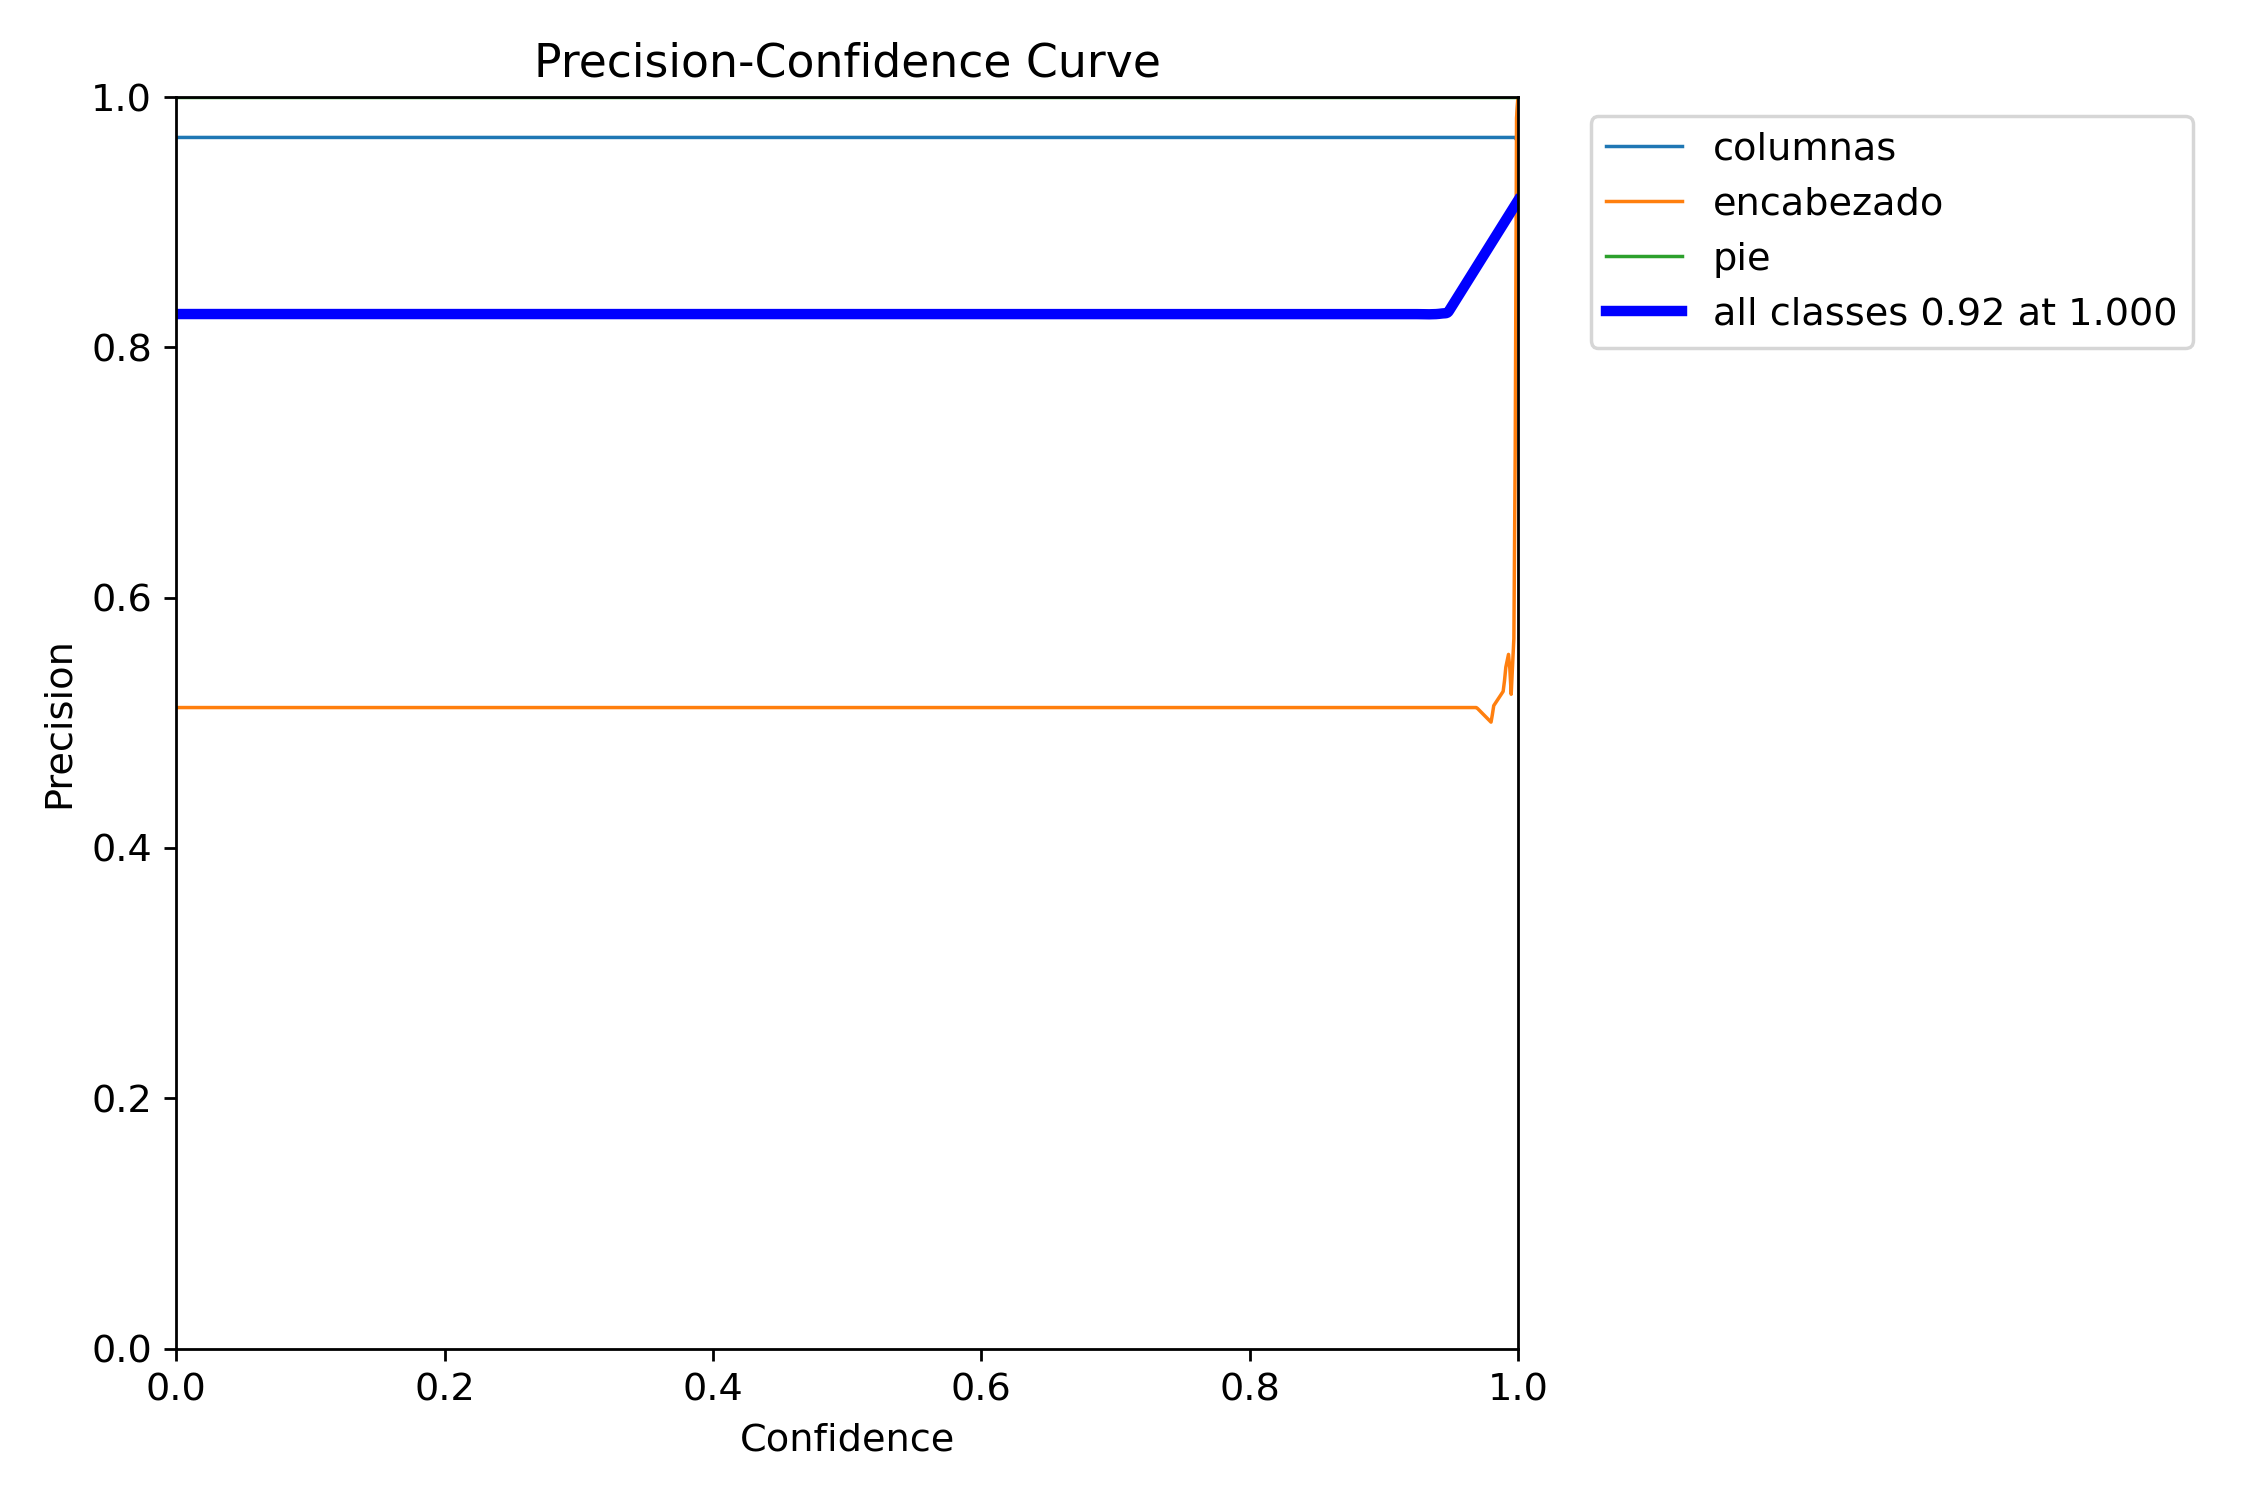 Precision-Confidence Curve
1.0
0.8
0.6
0.4
0.2
0.0
Precision
0.0 0.2 0.4 0.6 0.8 1.0
Confidence
columnas
encabezado
pie
all classes 0.92 at 1.000